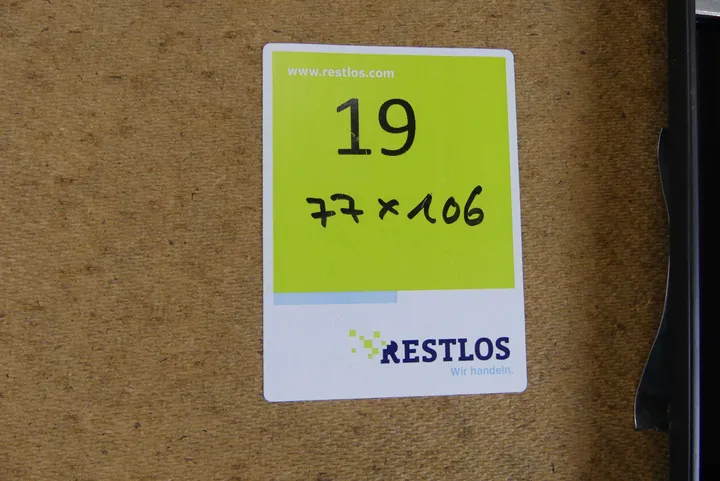 www.restlos.com
19
77 x 106
RESTLOS
Wir handeln.